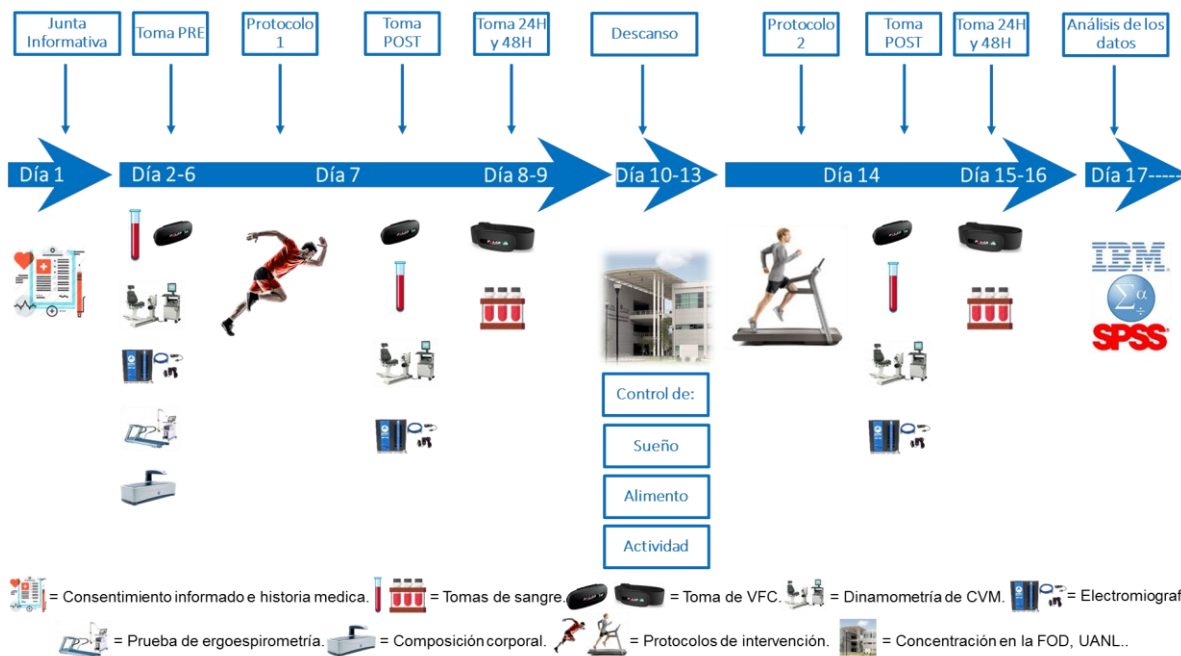 Junta
Informativa
Toma PRE
Protocolo
1
Toma
POST
Toma 24H
y 48H
Descanso
Protocolo
2
Toma
POST
Toma 24H
y 48H
Análisis de los
datos
Día 1
Día 2-6
Día 7
Día 8-9
Día 10-13
Día 14
Día 15-16
Día 17-----
IBM
Σ α ÷
SPSS
Control de:
Sueño
Alimento
Actividad
= Consentimiento informado e historia medica.
= Tomas de sangre.
= Toma de VFC.
= Dinamometría de CVM.
= Electromiograf
= Prueba de ergoespirometría.
= Composición corporal.
= Protocolos de intervención.
= Concentración en la FOD, UANL..